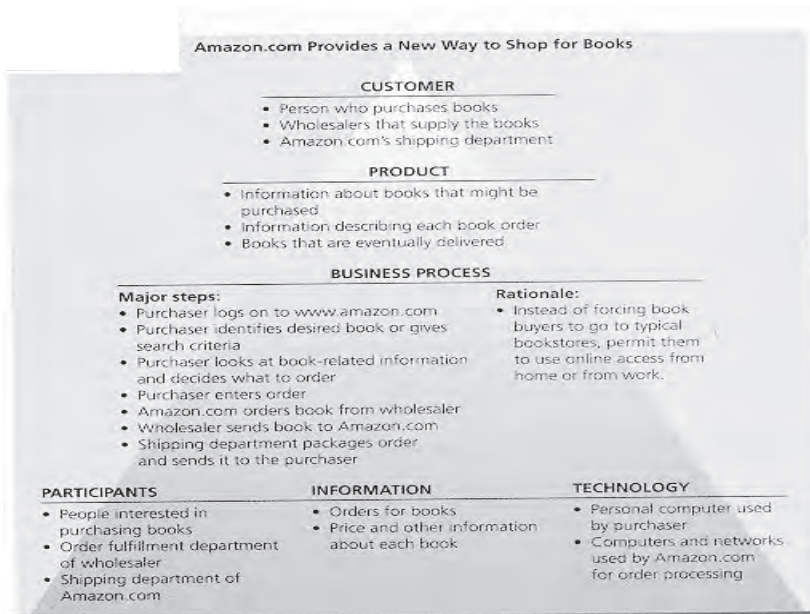 Amazon.com Provides a New Way to Shop for Books
CUSTOMER
• Person who purchases books
• Wholesalers that supply the books
• Amazon.com's shipping department
PRODUCT
• Information about books that might be
purchased
• Information describing each book order
• Books that are eventually delivered
BUSINESS PROCESS
Major steps:
• Purchaser logs on to www.amazon.com
• Purchaser identifies desired book or gives
search criteria
• Purchaser looks at book-related information
and decides what to order
• Purchaser enters order
• Amazon.com orders book from wholesaler
• Wholesaler sends book to Amazon.com
• Shipping department packages order
and sends it to the purchaser
Rationale:
• Instead of forcing book
buyers to go to typical
bookstores, permit them
to use online access from
home or from work.
PARTICIPANTS
• People interested in
purchasing books
• Order fulfillment department
of wholesaler
• Shipping department of
Amazon.com
INFORMATION
• Orders for books
• Price and other information
about each book
TECHNOLOGY
• Personal computer used
by purchaser
• Computers and networks
used by Amazon.com
for order processing